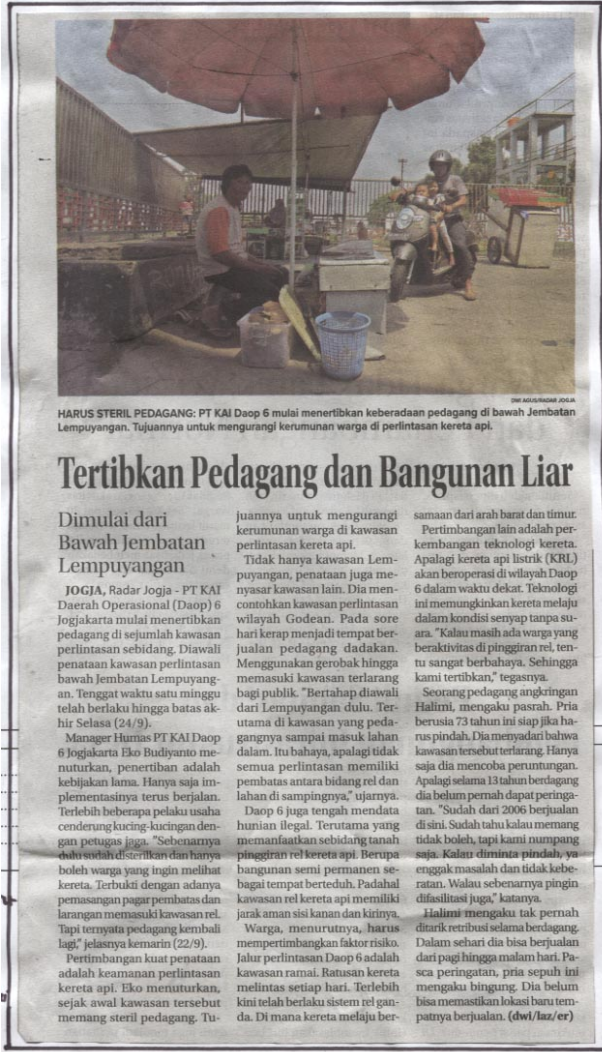 DWI AGUS/RADAR JOGJA
HARUS STERIL PEDAGANG: PT KAI Daop 6 mulai menertibkan keberadaan pedagang di bawah Jembatan
Lempuyangan. Tujuannya untuk mengurangi kerumunan warga di perlintasan kereta api.
Tertibkan Pedagang dan Bangunan Liar
Dimulai dari
Bawah Jembatan
Lempuyangan
JOGJA, Radar Jogja - PT KAI
Daerah Operasional (Daop) 6
Jogjakarta mulai menertibkan
pedagang di sejumlah kawasan
perlintasan sebidang. Diawali
penataan kawasan perlintasan
bawah Jembatan Lempuyang-
an. Tenggat waktu satu minggu
telah berlaku hingga batas ak-
hir Selasa (24/9).
Manager Humas PT KAI Daop
6 Jogjakarta Eko Budiyanto me-
nuturkan, penertiban adalah
kebijakan lama. Hanya saja im-
plementasinya terus berjalan.
Terlebih beberapa pelaku usaha
cenderung kucing-kucingan de-
ngan petugas jaga. "Sebenarnya
dulu sudah disterilkan dan hanya
boleh warga yang ingin melihat
kereta. Terbukti dengan adanya
pemasangan pagar pembatas dan
larangan memasuki kawasan rel.
Tapi ternyata pedagang kembali
lagi," jelasnya kemarin (22/9).
Pertimbangan kuat penataan
adalah keamanan perlintasan
kereta api. Eko menuturkan,
sejak awal kawasan tersebut
memang steril pedagang. Tu-
juannya untuk mengurangi
kerumunan warga di kawasan
perlintasan kereta api.
Tidak hanya kawasan Lem-
puyangan, penataan juga me-
nyasar kawasan lain. Dia men-
contohkan kawasan perlintasan
wilayah Godean. Pada sore
hari kerap menjadi tempat ber-
jualan pedagang dadakan.
Menggunakan gerobak hingga
memasuki kawasan terlarang
bagi publik. "Bertahap diawali
dari Lempuyangan dulu. Ter-
utama di kawasan yang peda-
gangnya sampai masuk lahan
dalam. Itu bahaya, apalagi tidak
semua perlintasan memiliki
pembatas antara bidang rel dan
lahan di sampingnya," ujarnya.
Daop 6 juga tengah mendata
hunian ilegal. Terutama yang
memanfaatkan sebidang tanah
pinggiran rel kereta api. Berupa
bangunan semi permanen se-
bagai tempat berteduh. Padahal
kawasan rel kereta api memiliki
jarak aman sisi kanan dan kirinya.
Warga, menurutnya, harus
mempertimbangkan faktor risiko.
Jalur perlintasan Daop 6 adalah
kawasan ramai. Ratusan kereta
melintas setiap hari. Terlebih
kini telah berlaku sistem rel gan-
da. Di mana kereta melaju ber-
samaan dari arah barat dan timur.
Pertimbangan lain adalah per-
kembangan teknologi kereta.
Apalagi kereta api listrik (KRL)
akan beroperasi di wilayah Daop
6 dalam waktu dekat. Teknologi
ini memungkinkan kereta melaju
dalam kondisi senyap tanpa su-
ara. "Kalau masih ada warga yang
beraktivitas di pinggiran rel, ten-
tu sangat berbahaya. Sehingga
kami tertibkan," tegasnya.
Seorang pedagang angkringan
Halimi, mengaku pasrah. Pria
berusia 73 tahun ini siap jika ha-
rus pindah. Dia menyadari bahwa
kawasan tersebut terlarang. Hanya
saja dia mencoba peruntungan.
Apalagi selama 13 tahun berdagang
dia belum pernah dapat peringat-
an. "Sudah dari 2006 berjualan
di sini. Sudah tahu kalau memang
tidak boleh, tapi kami numpang
saja. Kalau diminta pindah, ya
enggak masalah dan tidak kebe-
ratan. Walau sebenarnya pingin
difasilitasi juga," katanya.
Halimi mengaku tak pernah
ditarik retribusi selama berdagang.
Dalam sehari dia bisa berjualan
dari pagi hingga malam hari. Pas-
ca peringatan, pria sepuh ini
mengaku bingung. Dia belum
bisa memastikan lokasi baru tem-
patnya berjualan. (dwi/laz/er)